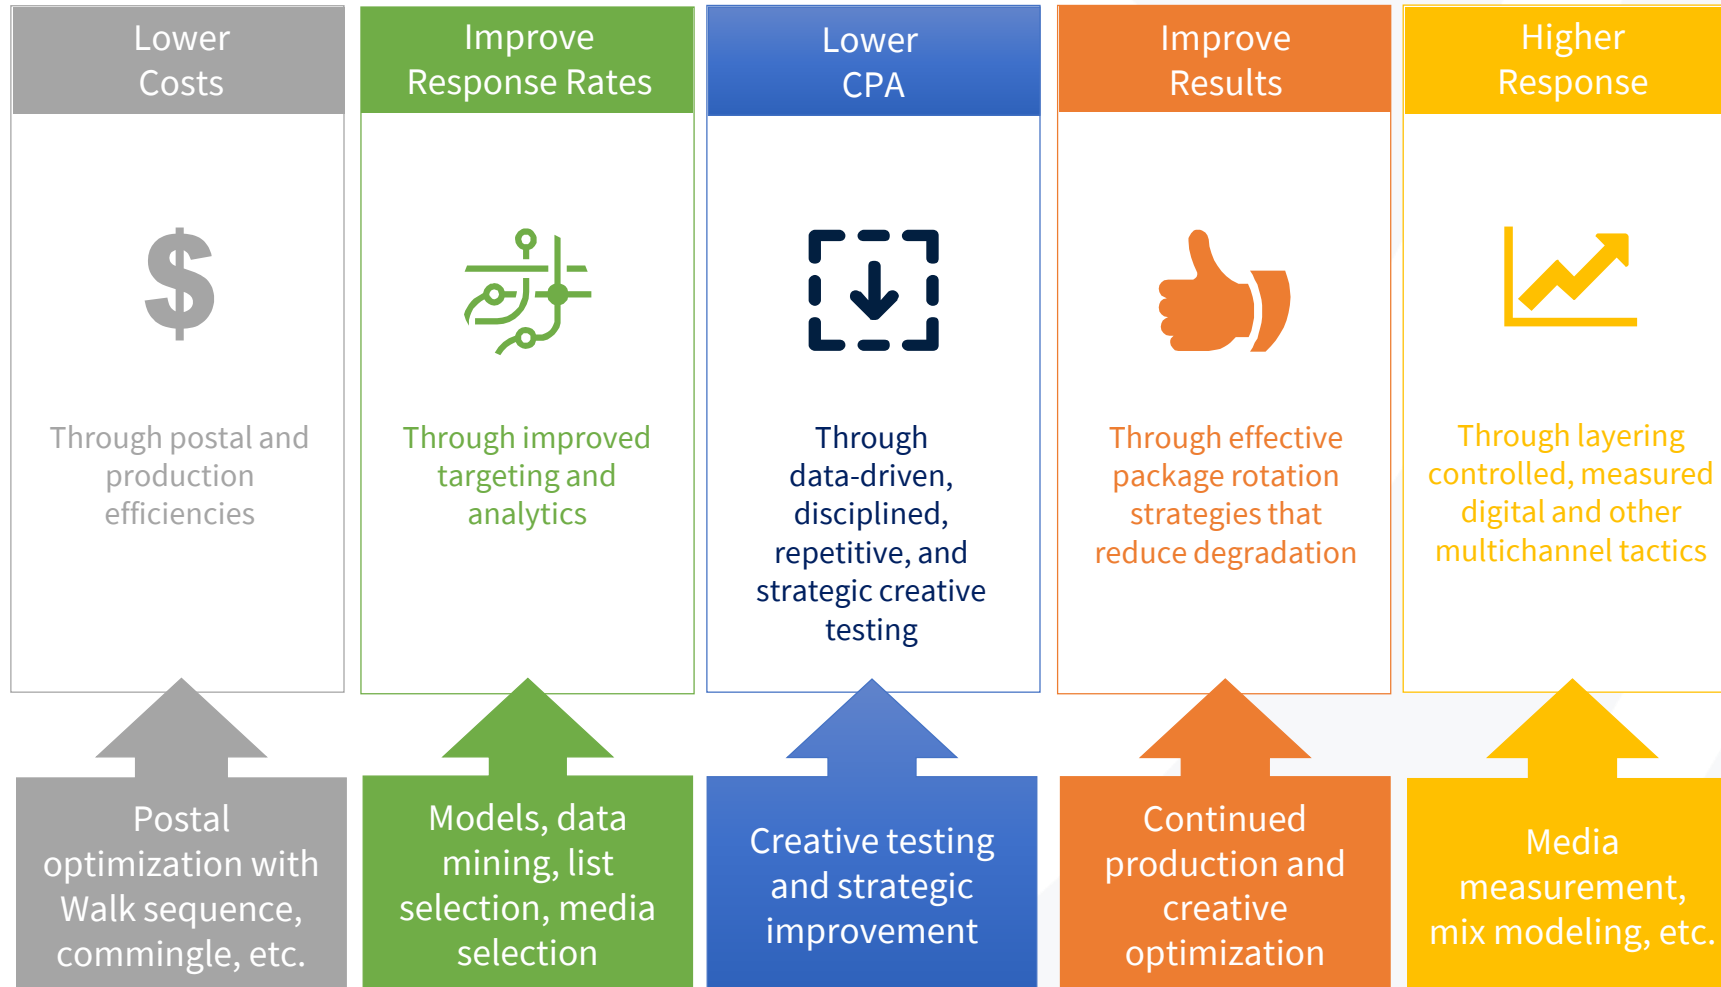 Lower
Costs
Through postal and
production
efficiencies
Postal
optimization with
Walk sequence,
commingle, etc.
Improve
Response Rates
Through improved
targeting and
analytics
Models, data
mining, list
selection, media
selection
Lower
CPA
Through
data-driven,
disciplined,
repetitive, and
strategic creative
testing
Creative testing
and strategic
improvement
Improve
Results
Through effective
package rotation
strategies that
reduce degradation
Continued
production and
creative
optimization
Higher
Response
Through layering
controlled, measured
digital and other
multichannel tactics
Media
measurement,
mix modeling, etc.